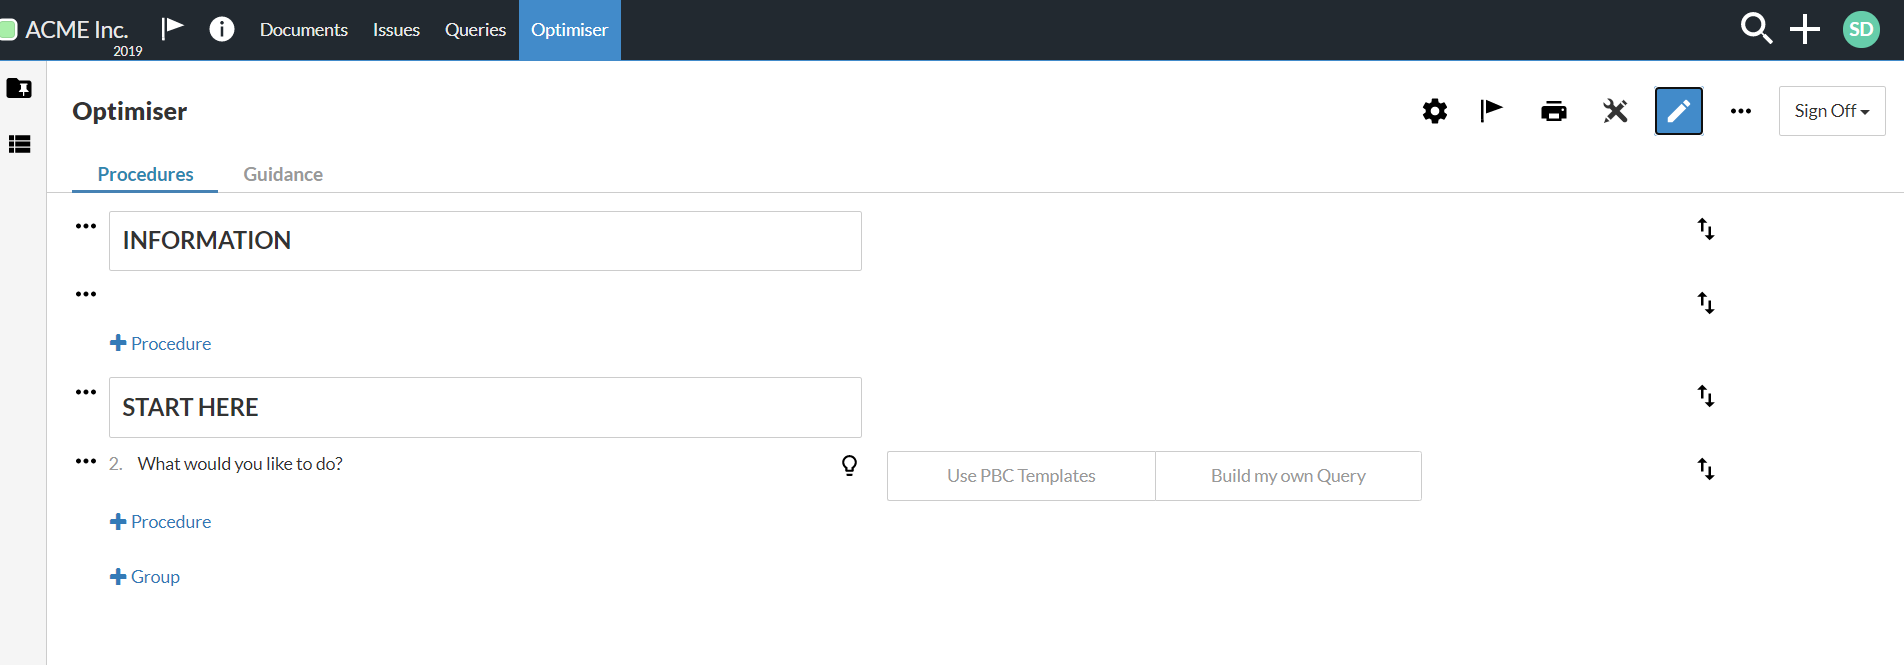 ACME Inc.
2019
Documents
Issues
Queries
Optimiser
SD
Optimiser
Sign Off
Procedures
Guidance
INFORMATION
Procedure
START HERE
2. What would you like to do?
Use PBC Templates
Build my own Query
Procedure
Group